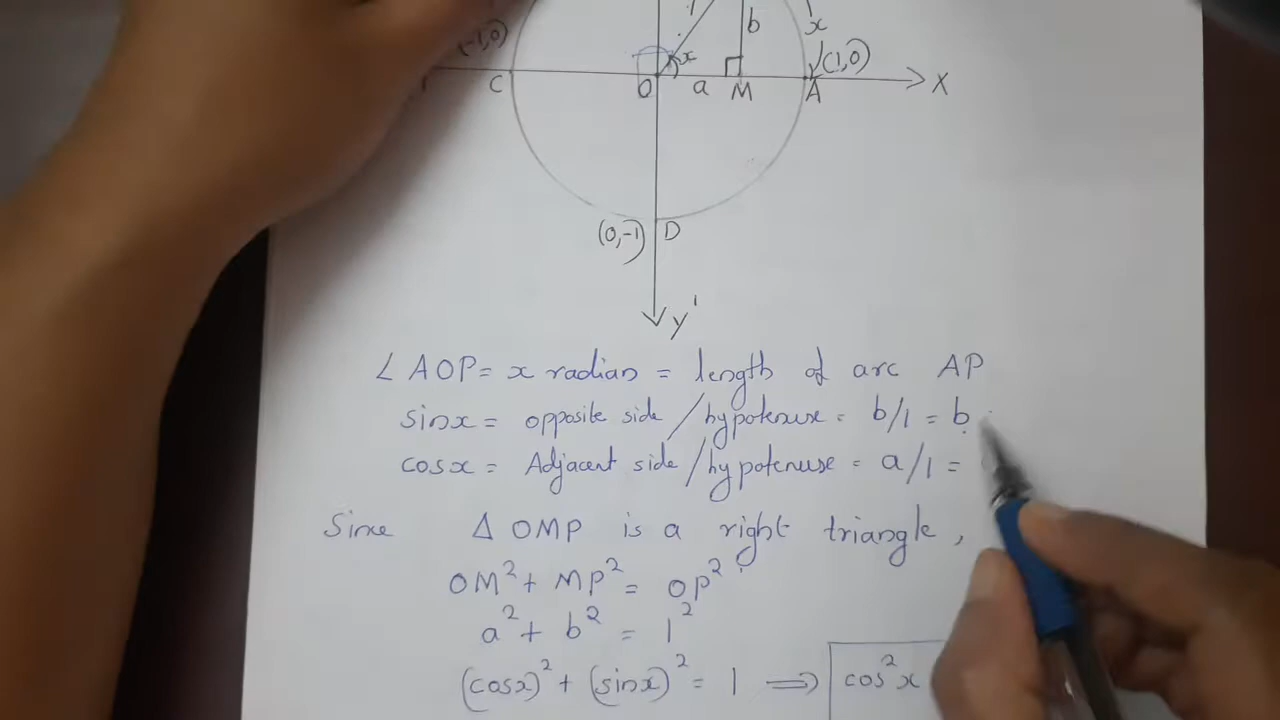 b
x
(-1,0)
x
(1,0)
C
O
a
M
A
X
(0,-1)
D
y'
∠AOP = x radian = length of arc AP
sinx = opposite side / hypotenuse = b/1 = b
cosx = Adjacent side / hypotenuse = a/1 =
Since Δ OMP is a right triangle,
OM² + MP² = OP²
a² + b² = 1²
(cosx)² + (sinx)² = 1 ⟹ cos²x